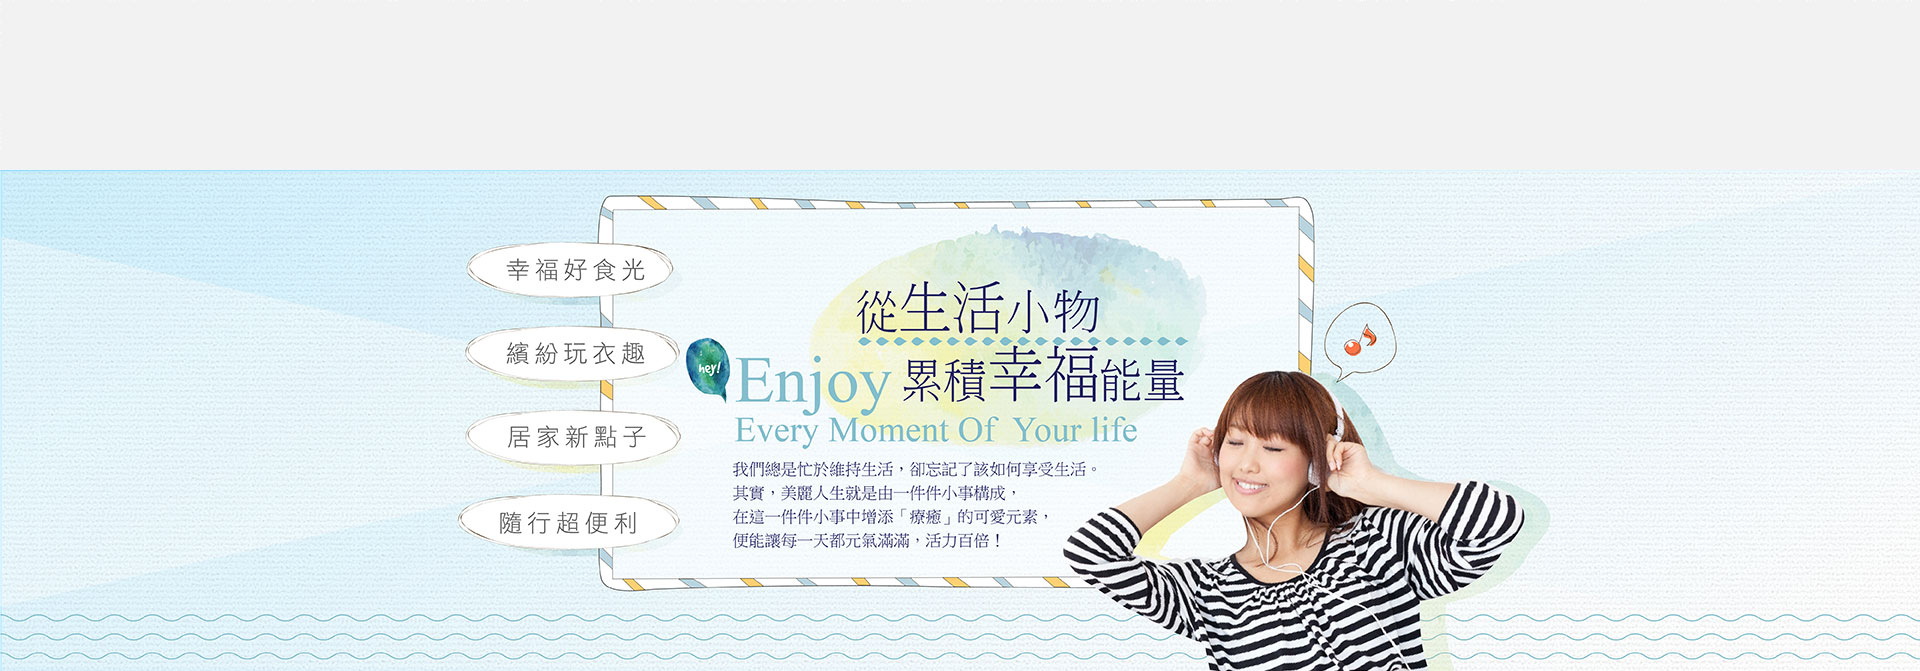 幸福好食光
繽紛玩衣趣
居家新點子
隨行超便利
從生活小物
hey!
Enjoy 累積幸福能量
Every Moment Of Your life
我們總是忙於維持生活，卻忘記了該如何享受生活。
其實，美麗人生就是由一件件小事構成，
在這一件件小事中增添「療癒」的可愛元素，
便能讓每一天都元氣滿滿，活力百倍！